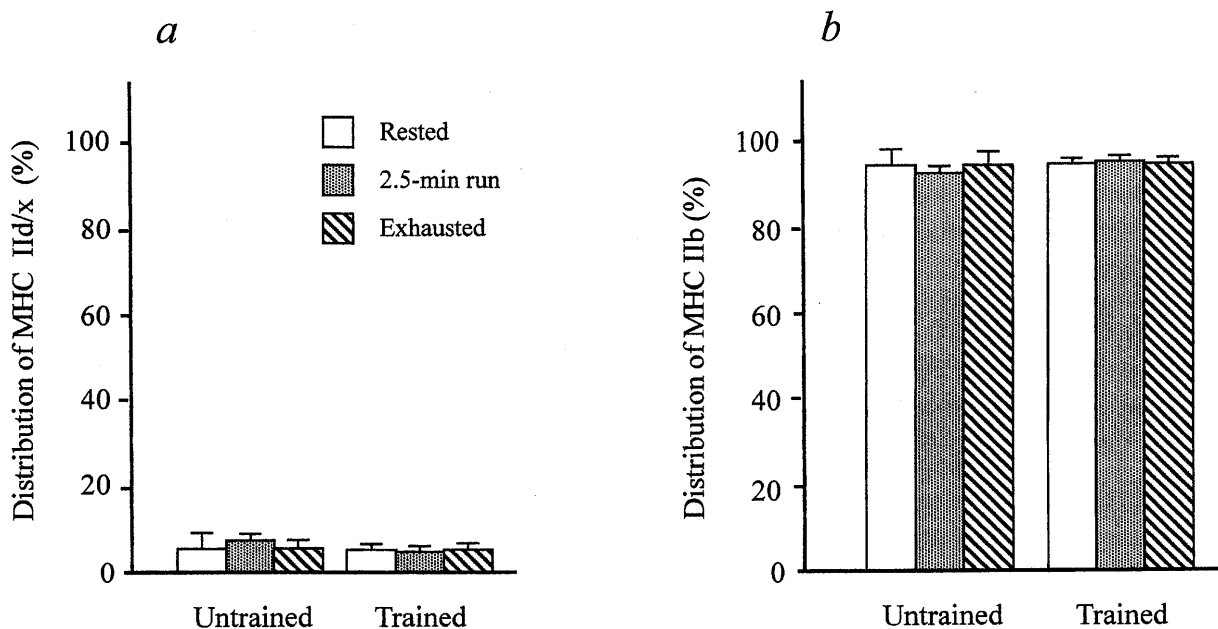 a
Distribution of MHC IId/x (%)
100
80
60
40
20
0
Rested
2.5-min run
Exhausted
Untrained Trained
b
Distribution of MHC IIb (%)
100
80
60
40
20
0
Untrained Trained